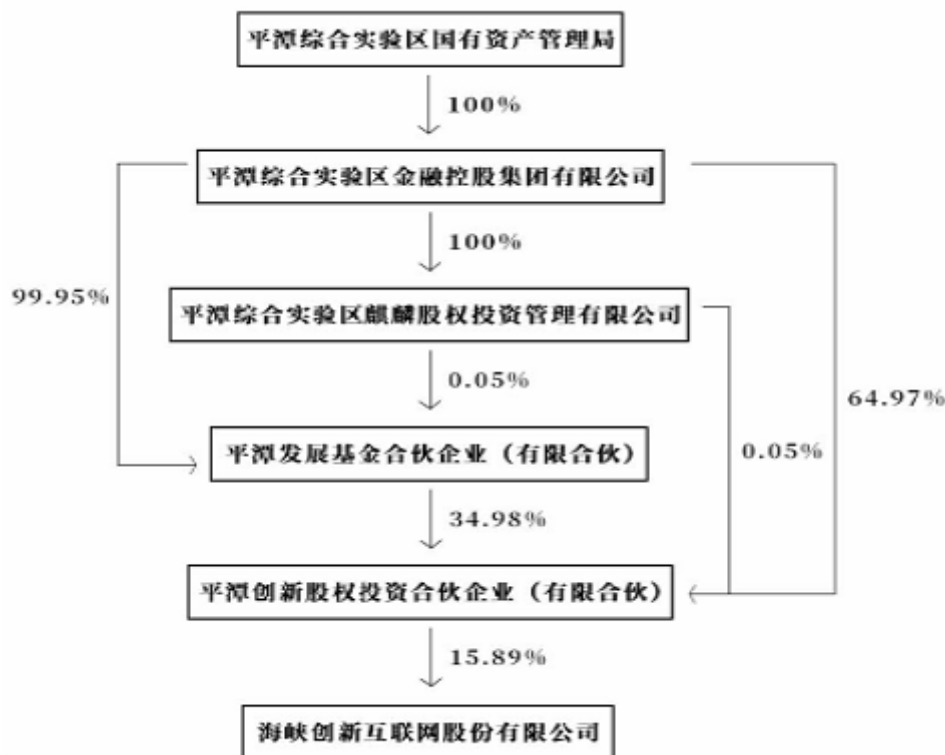 平潭综合实验区国有资产管理局
100%
平潭综合实验区金融控股集团有限公司
100%
99.95%
平潭综合实验区麒麟股权投资管理有限公司
0.05%
64.97%
平潭发展基金合伙企业（有限合伙）
0.05%
34.98%
平潭创新股权投资合伙企业（有限合伙）
15.89%
海峡创新互联网股份有限公司